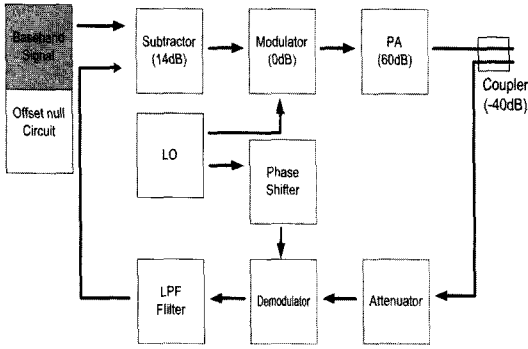 Baseband
Signal
Offset null
Circuit
Subtractor
(14dB)
Modulator
(0dB)
PA
(60dB)
Coupler
(-40dB)
LO
Phase
Shifter
LPF
Flilter
Demodulator
Attenuator